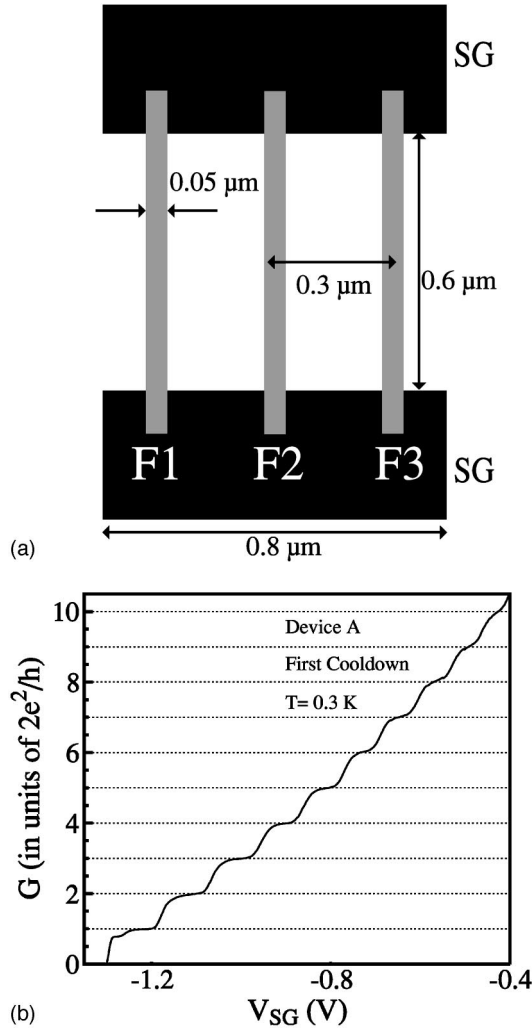 SG
0.05 μm
0.3 μm
0.6 μm
F1 F2 F3
SG
(a)
0.8 μm
10
8
6
4
2
0
G (in units of 2e²/h)
Device A
First Cooldown
T= 0.3 K
-1.2 -0.8 -0.4
(b)
V_SG (V)